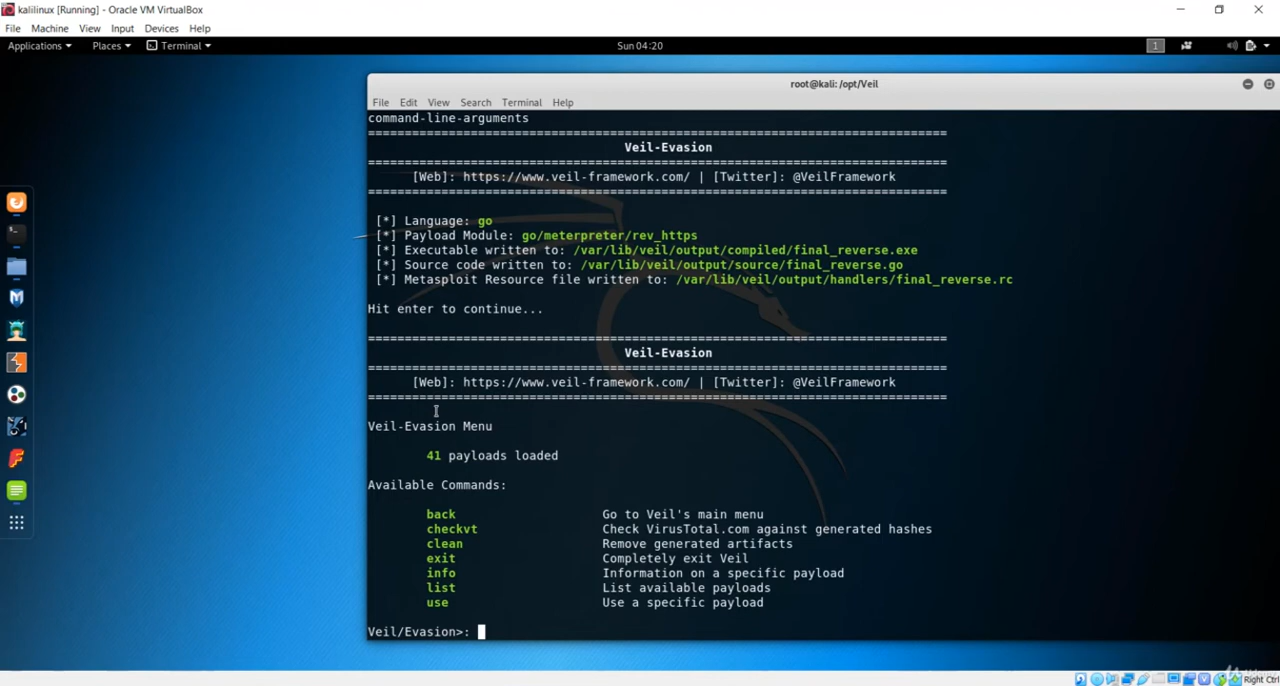 kalilinux [Running] - Oracle VM VirtualBox
File Machine View Input Devices Help
Applications Places Terminal Sun 04:20 1
root@kali: /opt/Veil
File Edit View Search Terminal Help
command-line-arguments
===============================================================================
Veil-Evasion
===============================================================================
[Web]: https://www.veil-framework.com/ | [Twitter]: @VeilFramework
===============================================================================
[*] Language: go
[*] Payload Module: go/meterpreter/rev_https
[*] Executable written to: /var/lib/veil/output/compiled/final_reverse.exe
[*] Source code written to: /var/lib/veil/output/source/final_reverse.go
[*] Metasploit Resource file written to: /var/lib/veil/output/handlers/final_reverse.rc
Hit enter to continue...
===============================================================================
Veil-Evasion
===============================================================================
[Web]: https://www.veil-framework.com/ | [Twitter]: @VeilFramework
===============================================================================
Veil-Evasion Menu
41 payloads loaded
Available Commands:
back Go to Veil's main menu
checkvt Check VirusTotal.com against generated hashes
clean Remove generated artifacts
exit Completely exit Veil
info Information on a specific payload
list List available payloads
use Use a specific payload
Veil/Evasion>:
Right Ctrl